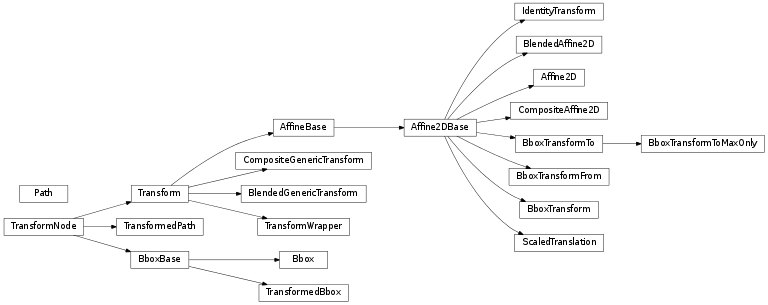 IdentityTransform
BlendedAffine2D
Affine2D
CompositeAffine2D
AffineBase
Affine2DBase
BboxTransformTo
BboxTransformToMaxOnly
CompositeGenericTransform
BboxTransformFrom
Path
Transform
BlendedGenericTransform
BboxTransform
TransformNode
TransformedPath
TransformWrapper
ScaledTranslation
BboxBase
Bbox
TransformedBbox